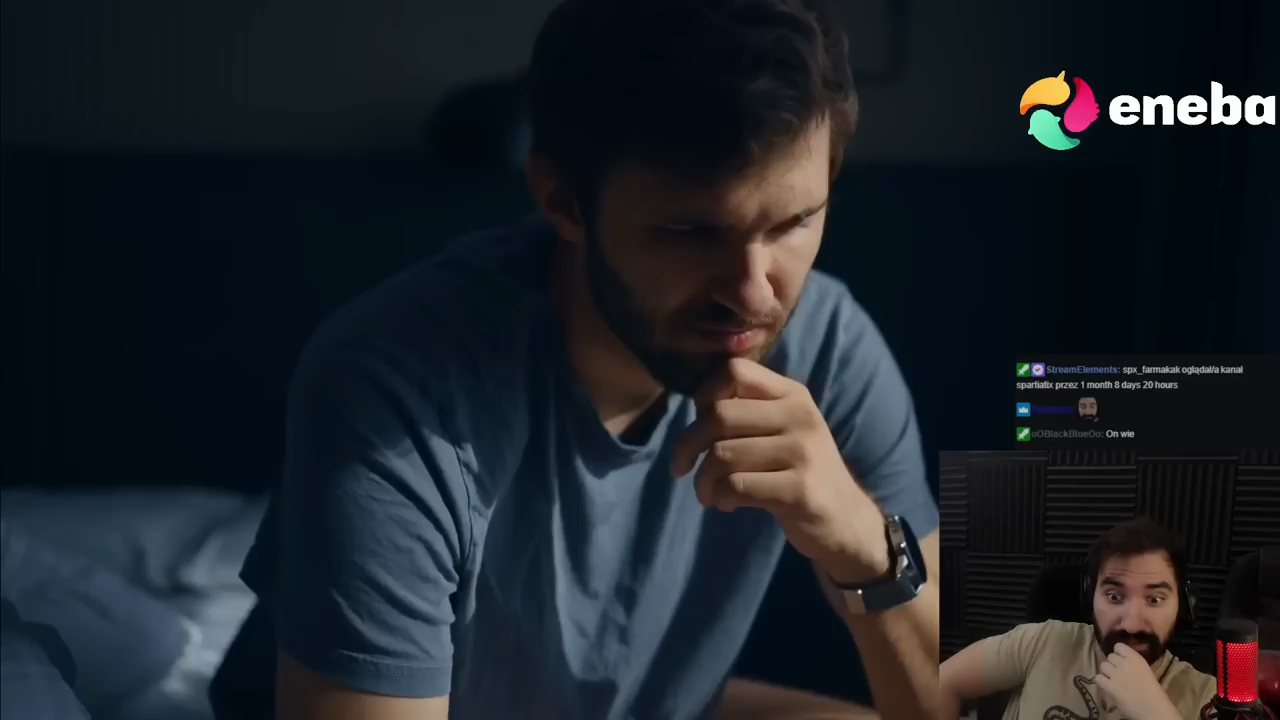 eneba
StreamElements: spx_farmakak oglądał/a kanał
spartiatix przez 1 month 8 days 20 hours
oOBlackBlueOo: On wie